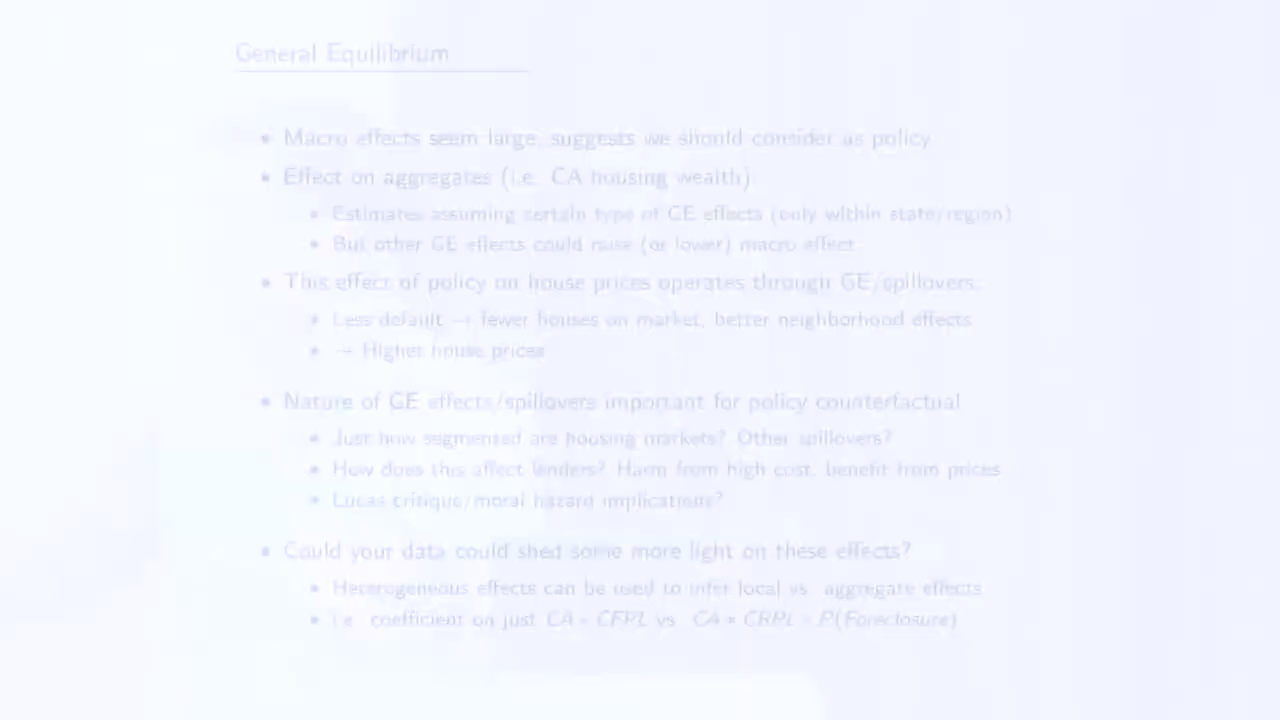 General Equilibrium
• Macro effects seem large, suggests we should consider as policy
• Effect on aggregates (i.e. CA housing wealth)
• Estimates assuming certain type of GE effects (only within state/region)
• But other GE effects could raise (or lower) macro effect
• This effect of policy on house prices operates through GE/spillovers:
• Less default → fewer houses on market, better neighborhood effects
• → Higher house prices
• Nature of GE effects/spillovers important for policy counterfactual
• Just how segmented are housing markets? Other spillovers?
• How does this affect lenders? Harm from high cost, benefit from prices
• Lucas critique/moral hazard implications?
• Could your data could shed some more light on these effects?
• Heterogeneous effects can be used to infer local vs. aggregate effects
• i.e. coefficient on just CA × CFPL vs. CA × CRPL × P(Foreclosure)